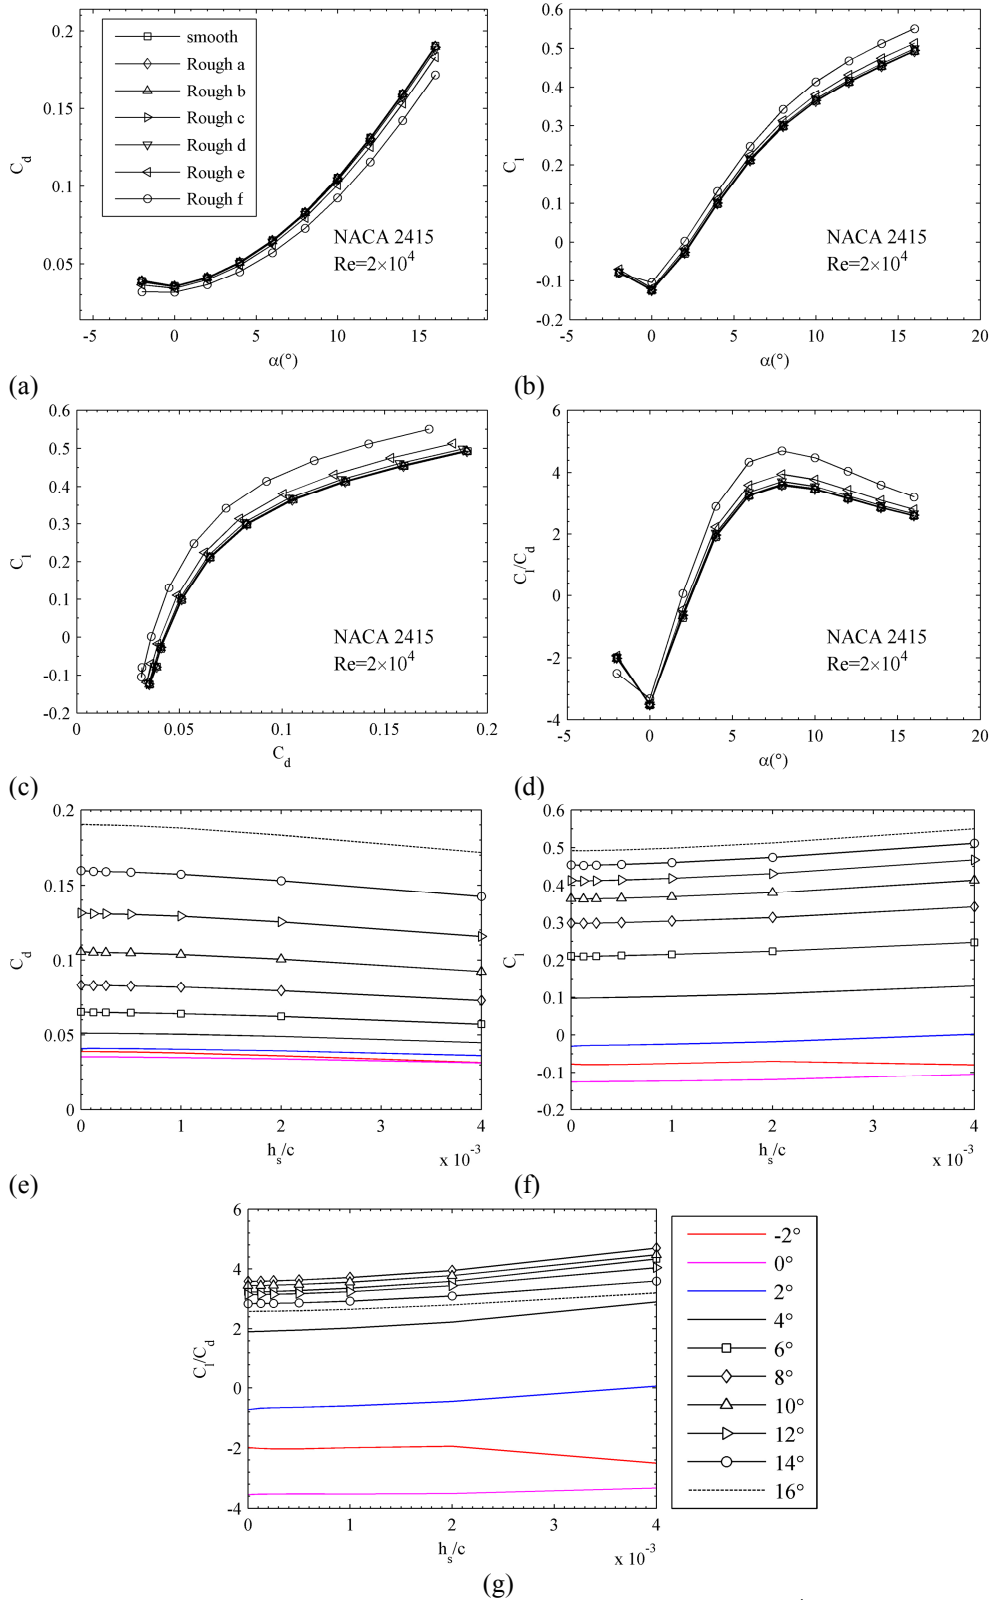 0.2
0.15
0.1
0.05
C_d
smooth
Rough a
Rough b
Rough c
Rough d
Rough e
Rough f
NACA 2415
Re=2×10^4
-5 0 5 10 15
α(°)
(a)
0.6
0.5
0.4
0.3
0.2
0.1
0
-0.1
-0.2
C_l
NACA 2415
Re=2×10^4
-5 0 5 10 15 20
α(°)
(b)
0.6
0.5
0.4
0.3
0.2
0.1
0
-0.1
-0.2
C_l
NACA 2415
Re=2×10^4
0 0.05 0.1 0.15 0.2
C_d
(c)
6
4
2
0
-2
-4
C_l/C_d
NACA 2415
Re=2×10^4
-5 0 5 10 15 20
α(°)
(d)
0.2
0.15
0.1
0.05
0
C_d
0 1 2 3 4
h_s/c
x 10^-3
(e)
0.6
0.5
0.4
0.3
0.2
0.1
0
-0.1
-0.2
C_l
0 1 2 3 4
h_s/c
x 10^-3
(f)
6
4
2
0
-2
-4
C_l/C_d
0 1 2 3 4
h_s/c
x 10^-3
-2°
0°
2°
4°
6°
8°
10°
12°
14°
16°
(g)